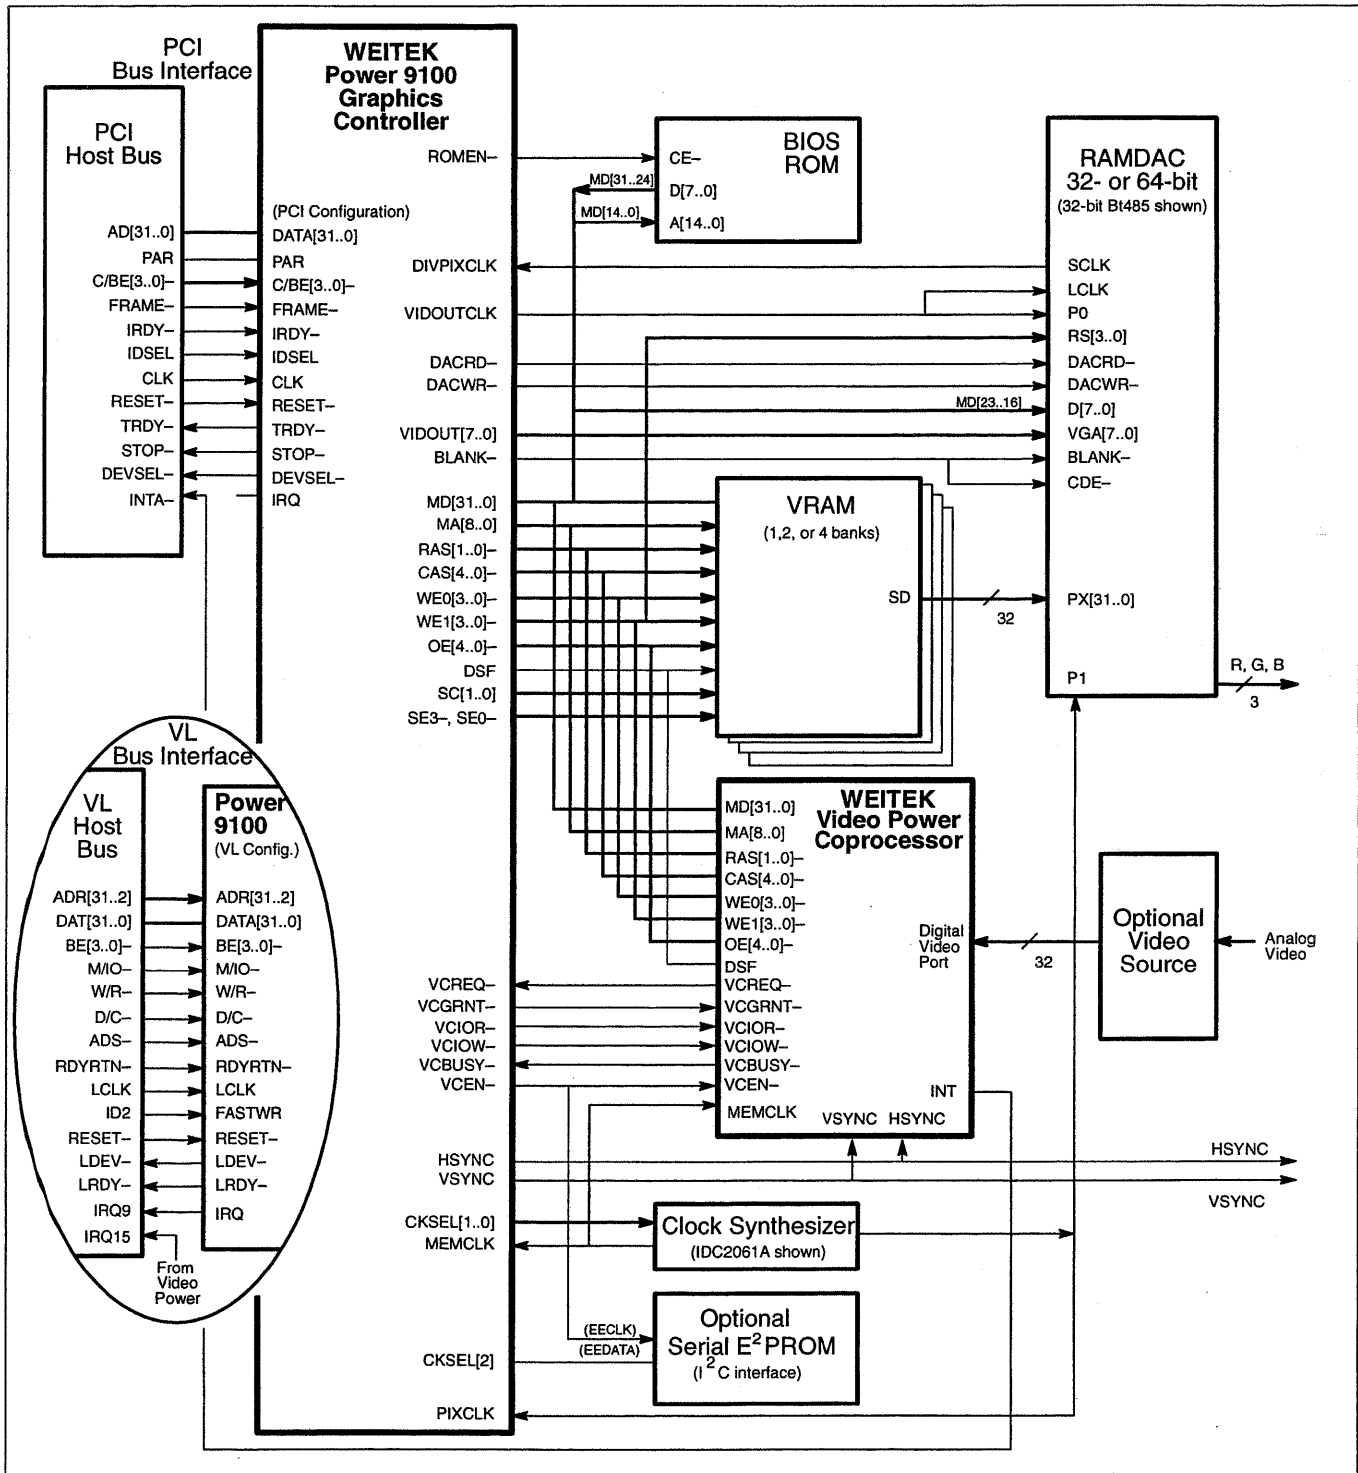 PCI
Bus Interface
PCI
Host Bus
AD[31..0]
PAR
C/BE[3..0]–
FRAME–
IRDY–
IDSEL
CLK
RESET–
TRDY–
STOP–
DEVSEL–
INTA–
WEITEK
Power 9100
Graphics
Controller
(PCI Configuration)
DATA[31..0]
PAR
C/BE[3..0]–
FRAME–
IRDY–
IDSEL
CLK
RESET–
TRDY–
STOP–
DEVSEL–
IRQ
ROMEN–
DIVPIXCLK
VIDOUTCLK
DACRD–
DACWR–
VIDOUT[7..0]
BLANK–
MD[31..0]
MA[8..0]
RAS[1..0]–
CAS[4..0]–
WE0[3..0]–
WE1[3..0]–
OE[4..0]–
DSF
SC[1..0]
SE3–, SE0–
VCREQ–
VCGRNT–
VCIOR–
VCIOW–
VCBUSY–
VCEN–
HSYNC
VSYNC
CKSEL[1..0]
MEMCLK
CKSEL[2]
PIXCLK
BIOS
ROM
CE–
D[7..0]
A[14..0]
MD[31..24]
MD[14..0]
MD[23..16]
RAMDAC
32- or 64-bit
(32-bit Bt485 shown)
SCLK
LCLK
P0
RS[3..0]
DACRD–
DACWR–
D[7..0]
VGA[7..0]
BLANK–
CDE–
PX[31..0]
P1
R, G, B
3
VRAM
(1,2, or 4 banks)
SD
32
WEITEK
Video Power
Coprocessor
MD[31..0]
MA[8..0]
RAS[1..0]–
CAS[4..0]–
WE0[3..0]–
WE1[3..0]–
OE[4..0]–
DSF
VCREQ–
VCGRNT–
VCIOR–
VCIOW–
VCBUSY–
VCEN–
MEMCLK
Digital
Video
Port
INT
VSYNC HSYNC
32
Optional
Video
Source
Analog
Video
HSYNC
VSYNC
Clock Synthesizer
(IDC2061A shown)
Optional
Serial E²PROM
(I²C interface)
(EECLK)
(EEDATA)
VL
Bus Interface
VL
Host
Bus
ADR[31..2]
DAT[31..0]
BE[3..0]–
M/IO–
W/R–
D/C–
ADS–
RDYRTN–
LCLK
ID2
RESET–
LDEV–
LRDY–
IRQ9
IRQ15
Power
9100
(VL Config.)
ADR[31..2]
DATA[31..0]
BE[3..0]–
M/IO–
W/R–
D/C–
ADS–
RDYRTN–
LCLK
FASTWR
RESET–
LDEV–
LRDY–
IRQ
From
Video
Power